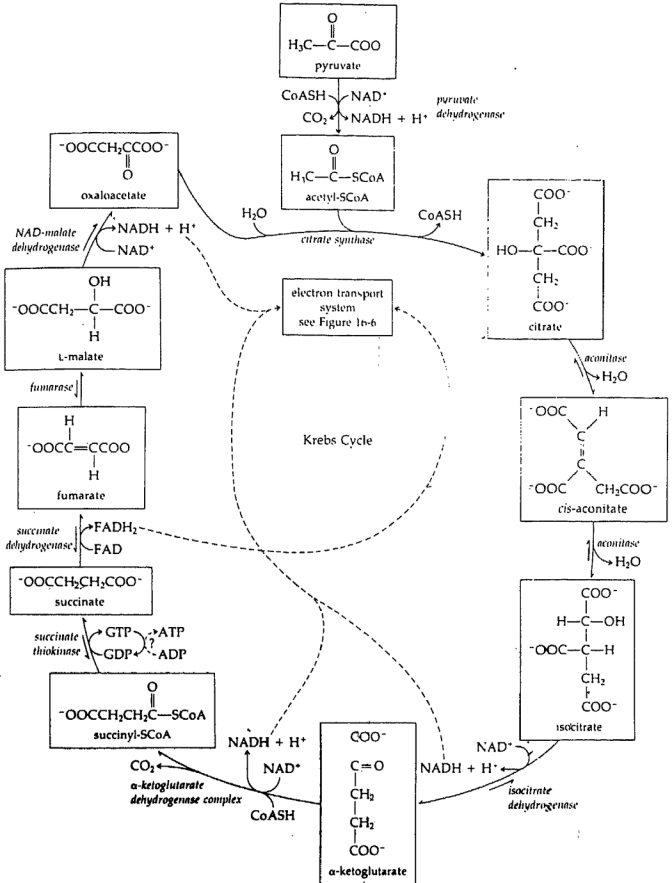 O
H₃C—C—COO
pyruvate
CoASH
NAD⁺
CO₂
NADH + H⁺
pyruvate
dehydrogenase
O
H₃C—C—SCoA
acetyl-SCoA
⁻OOCCH₂CCOO⁻
O
oxaloacetate
H₂O
CoASH
citrate synthase
COO⁻
CH₂
HO—C—COO⁻
CH₂
COO⁻
citrate
NAD-malate
dehydrogenase
NADH + H⁺
NAD⁺
electron transport
system
see Figure 16-6
OH
⁻OOCCH₂—C—COO⁻
H
L-malate
aconitase
H₂O
fumarase
⁻OOC
H
C
C
⁻OOC
CH₂COO⁻
cis-aconitate
H
⁻OOCC=CCOO
H
fumarate
Krebs Cycle
succinate
dehydrogenase
FADH₂
FAD
aconitase
H₂O
⁻OOCCH₂CH₂COO⁻
succinate
COO⁻
H—C—OH
⁻OOC—C—H
CH₂
COO⁻
isocitrate
succinate
thiokinase
GTP
ATP
?
GDP
ADP
O
⁻OOCCH₂CH₂C—SCoA
succinyl-SCoA
NADH + H⁺
NAD⁺
CO₂
α-ketoglutarate
dehydrogenase complex
CoASH
COO⁻
C=O
CH₂
CH₂
COO⁻
α-ketoglutarate
NAD⁺
NADH + H⁺
isocitrate
dehydrogenase